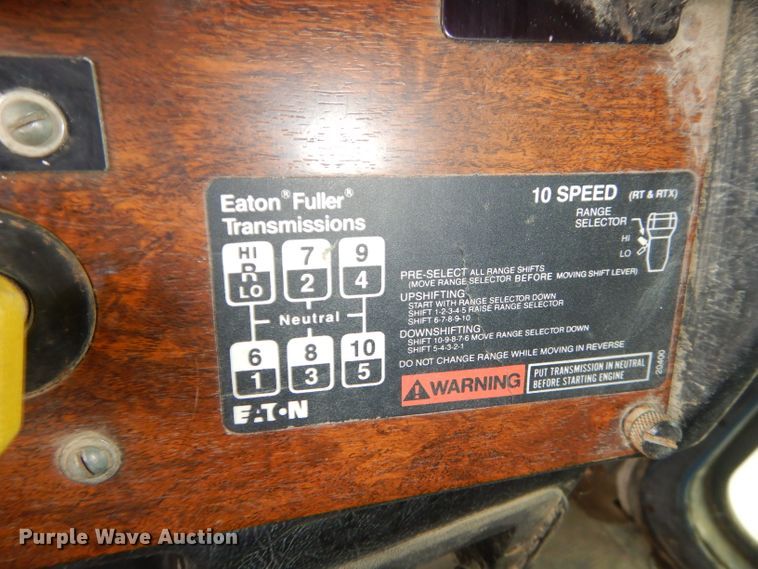 Eaton® Fuller®
Transmissions
10 SPEED (RT & RTX)
RANGE
SELECTOR
HI
LO
HI
R
LO
7
2
9
4
Neutral
6
1
8
3
10
5
EATON
PRE-SELECT ALL RANGE SHIFTS
(MOVE RANGE SELECTOR BEFORE MOVING SHIFT LEVER)
UPSHIFTING
START WITH RANGE SELECTOR DOWN
SHIFT 1-2-3-4-5 RAISE RANGE SELECTOR
SHIFT 6-7-8-9-10
DOWNSHIFTING
SHIFT 10-9-8-7-6 MOVE RANGE SELECTOR DOWN
SHIFT 5-4-3-2-1
DO NOT CHANGE RANGE WHILE MOVING IN REVERSE
WARNING
PUT TRANSMISSION IN NEUTRAL
BEFORE STARTING ENGINE
20400
Purple Wave Auction®